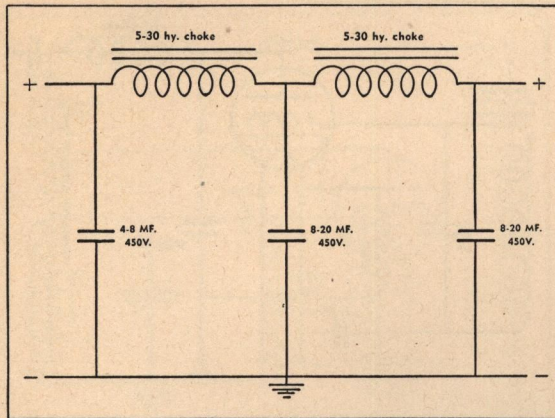 5-30 hy. choke
5-30 hy. choke
+
+
4-8 MF.
450V.
8-20 MF.
450V.
8-20 MF.
450V.
–
–